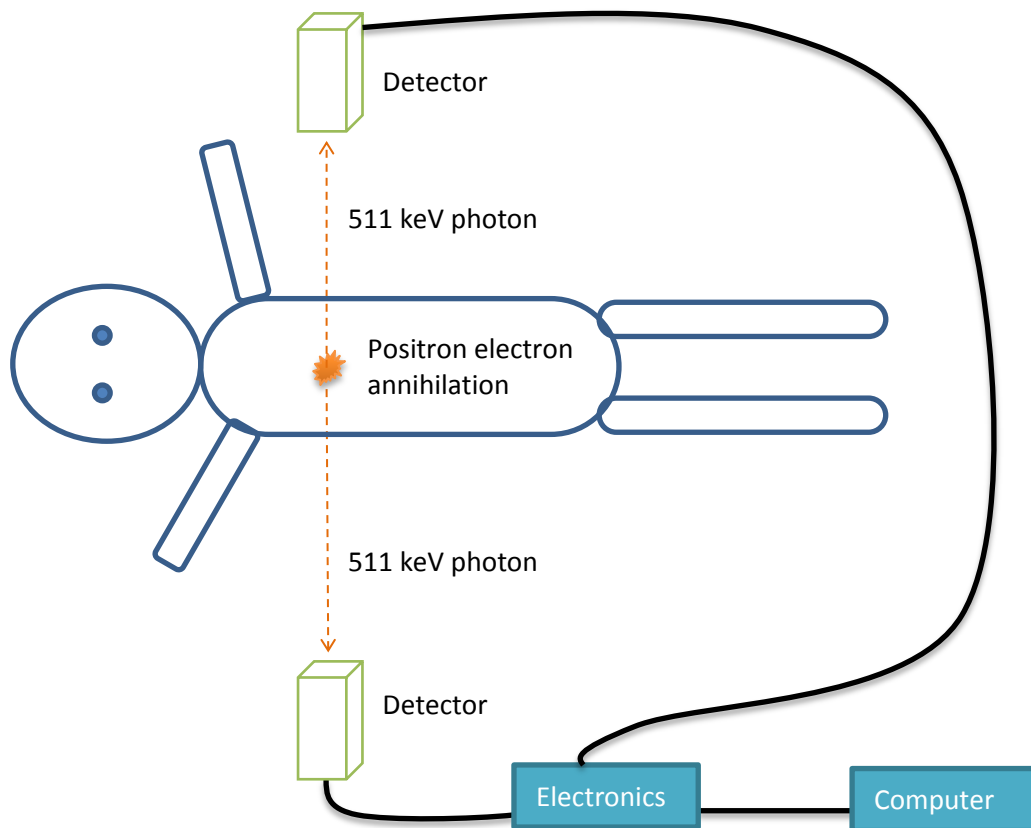 Detector
511 keV photon
Positron electron
annihilation
511 keV photon
Detector
Electronics
Computer